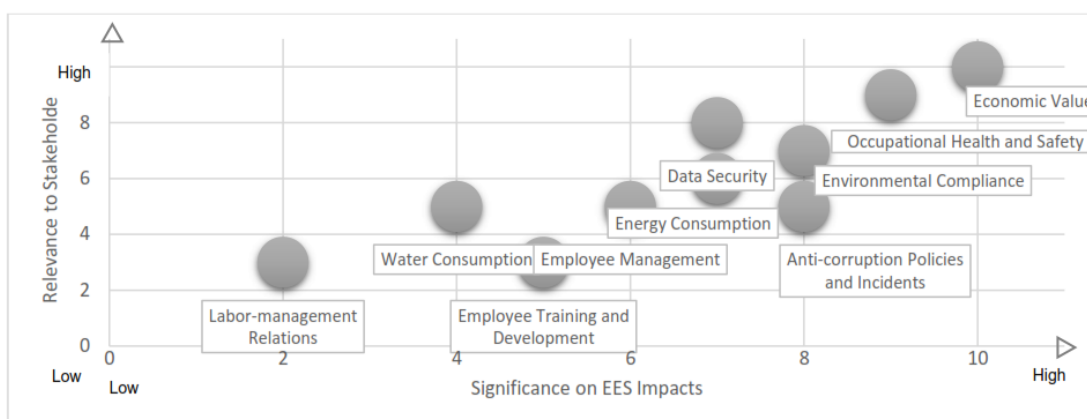 High
Economic Value
8
Occupational Health and Safety
Data Security
Environmental Compliance
6
Energy Consumption
4
Water Consumption
Employee Management
Anti-corruption Policies
and Incidents
2
Labor-management
Relations
Employee Training and
Development
0
Relevance to Stakeholde
0
2
4
6
8
10
Low
Low
Significance on EES Impacts
High